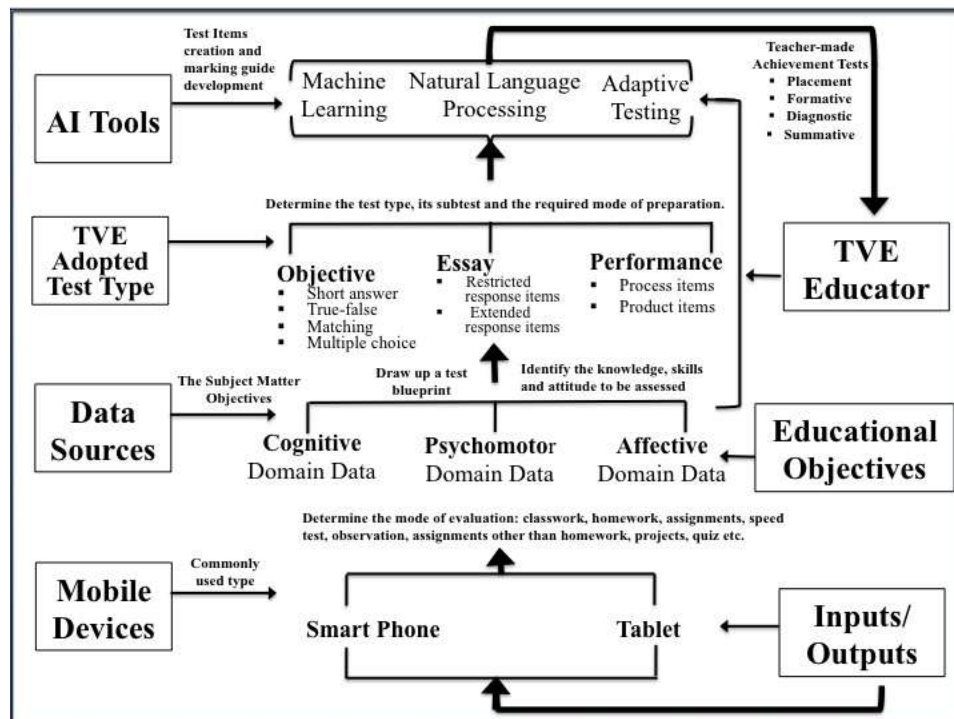 Test Items
creation and
marking guide
development
AI Tools
Machine
Learning
Natural Language
Processing
Adaptive
Testing
Teacher-made
Achievement Tests
▪ Placement
▪ Formative
▪ Diagnostic
▪ Summative
Determine the test type, its subtest and the required mode of preparation.
TVE
Adopted
Test Type
Objective
▪ Short answer
▪ True-false
▪ Matching
▪ Multiple choice
Essay
▪ Restricted
response items
▪ Extended
response items
Performance
▪ Process items
▪ Product items
TVE
Educator
Draw up a test
blueprint
Identify the knowledge, skills
and attitude to be assessed
The Subject Matter
Objectives
Data
Sources
Cognitive
Domain Data
Psychomotor
Domain Data
Affective
Domain Data
Educational
Objectives
Determine the mode of evaluation: classwork, homework, assignments, speed
test, observation, assignments other than homework, projects, quiz etc.
Commonly
used type
Mobile
Devices
Smart Phone
Tablet
Inputs/
Outputs